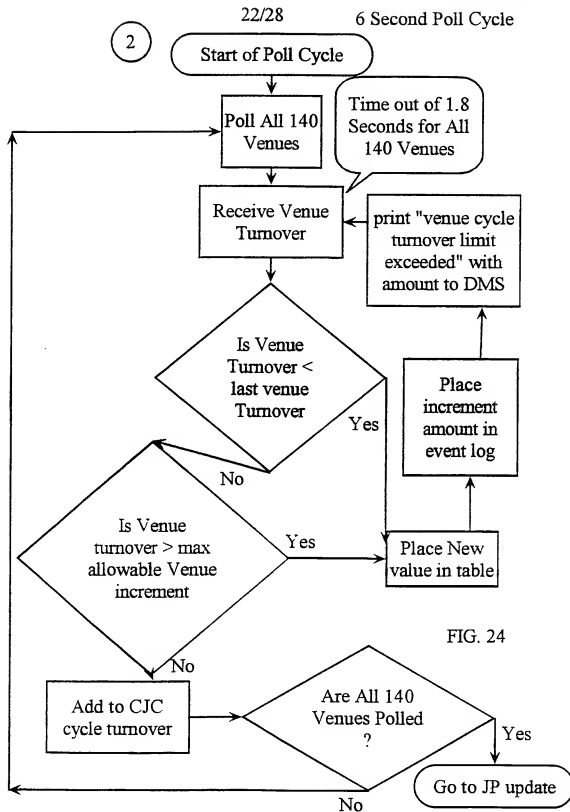 22/28
6 Second Poll Cycle
2
Start of Poll Cycle
Poll All 140
Venues
Time out of 1.8
Seconds for All
140 Venues
Receive Venue
Turnover
print "venue cycle
turnover limit
exceeded" with
amount to DMS
Is Venue
Turnover <
last venue
Turnover
Yes
No
Place
increment
amount in
event log
Is Venue
turnover > max
allowable Venue
increment
Yes
Place New
value in table
FIG. 24
No
Add to CJC
cycle turnover
Are All 140
Venues Polled
?
Yes
Go to JP update
No